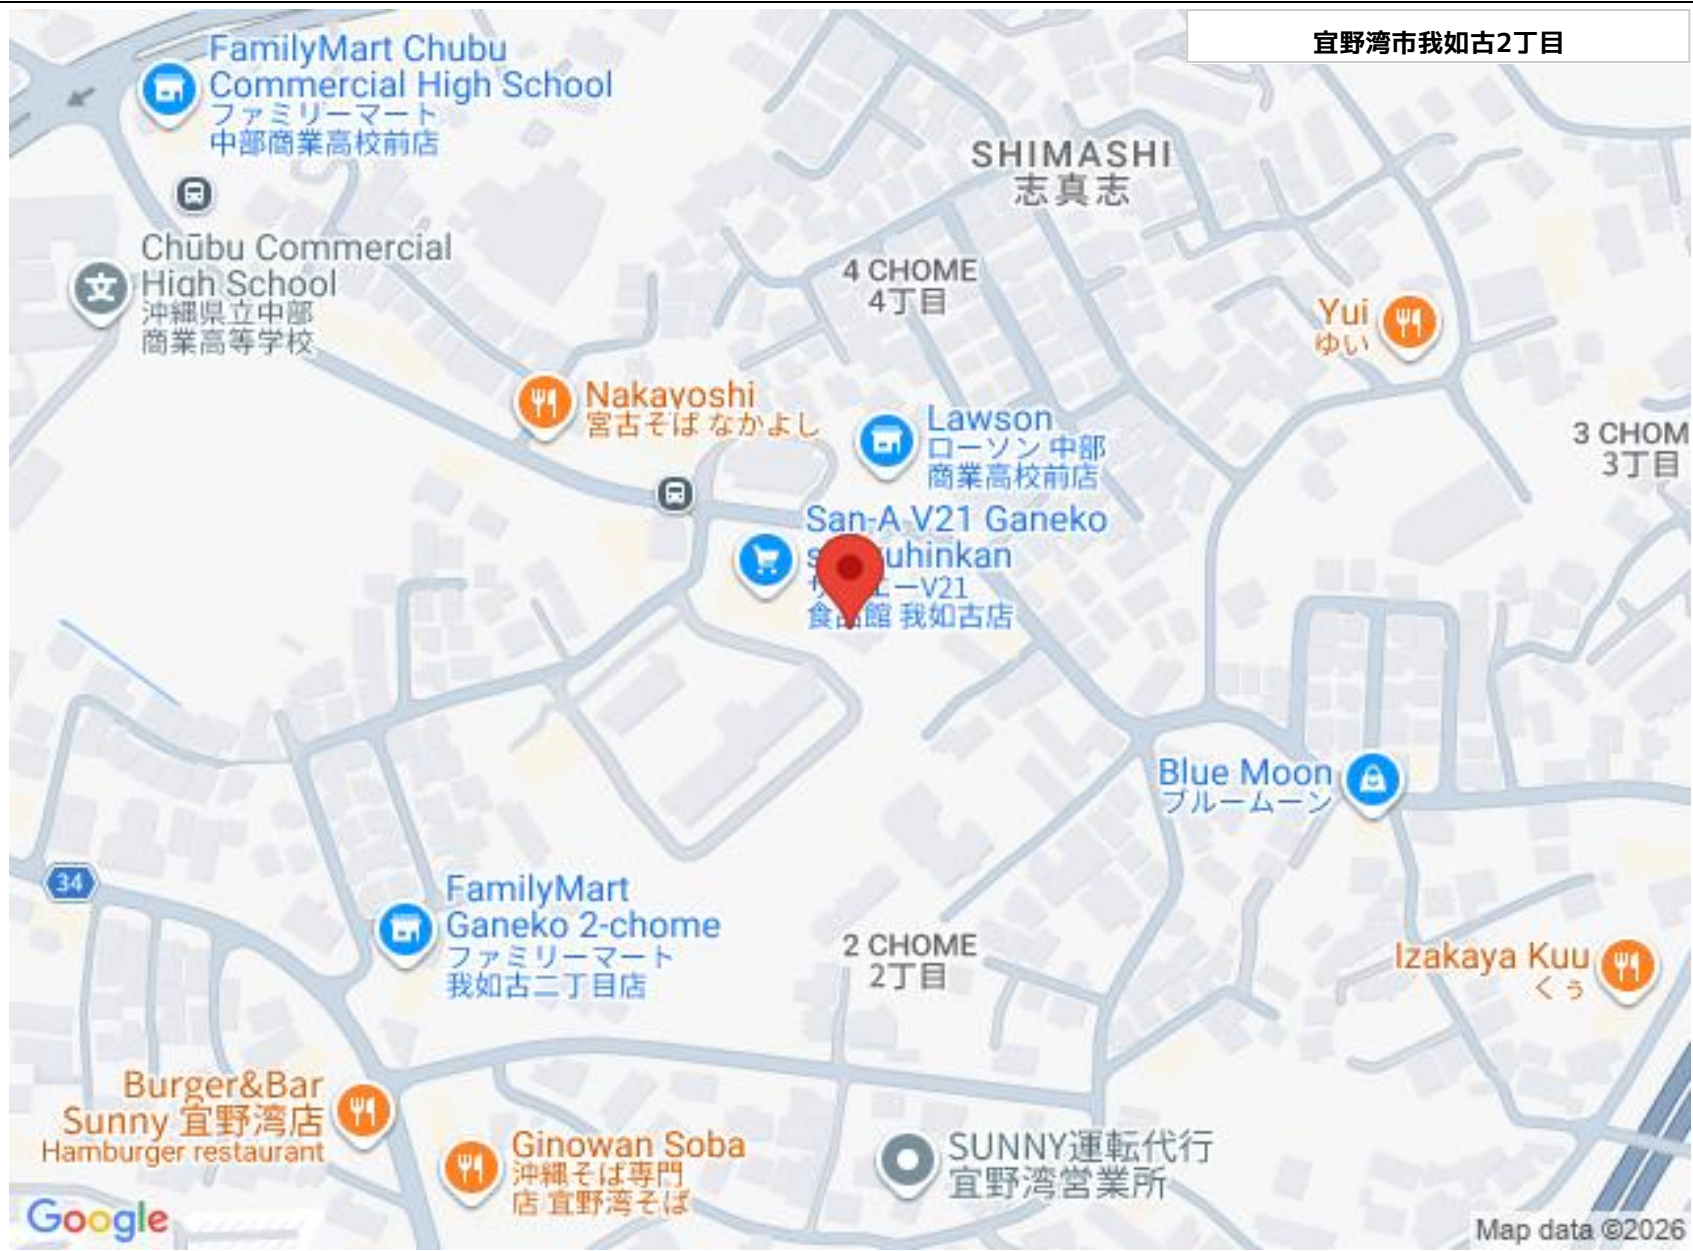 宜野湾市我如古2丁目
FamilyMart Chubu
Commercial High School
ファミリーマート
中部商業高校前店
SHIMASHI
志真志
Chūbu Commercial
High School
沖縄県立中部
商業高等学校
4 CHOME
4丁目
Yui
ゆい
Nakayoshi
宮古そば なかよし
Lawson
ローソン 中部
商業高校前店
3 CHOM
3丁目
San-A V21 Ganeko
uhinkan
ーV21
館 我如古店
Blue Moon
ブルームーン
34
FamilyMart
Ganeko 2-chome
ファミリーマート
我如古二丁目店
2 CHOME
2丁目
Izakaya Kuu
くぅ
Burger&Bar
Sunny 宜野湾店
Hamburger restaurant
Ginowan Soba
沖縄そば専門
店 宜野湾そば
SUNNY運転代行
宜野湾営業所
Google
Map data ©2026